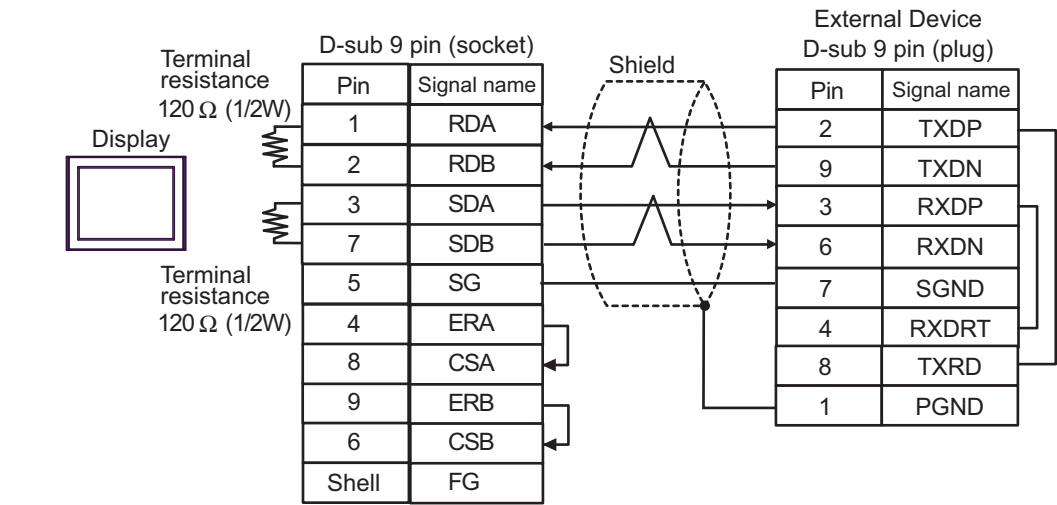 External Device
D-sub 9 pin (plug)
D-sub 9 pin (socket)
Shield
Terminal
resistance
120 Ω (1/2W)
Display
Pin Signal name
1 RDA
2 RDB
3 SDA
7 SDB
5 SG
4 ERA
8 CSA
9 ERB
6 CSB
Shell FG
Terminal
resistance
120 Ω (1/2W)
Pin Signal name
2 TXDP
9 TXDN
3 RXDP
6 RXDN
7 SGND
4 RXDRT
8 TXRD
1 PGND